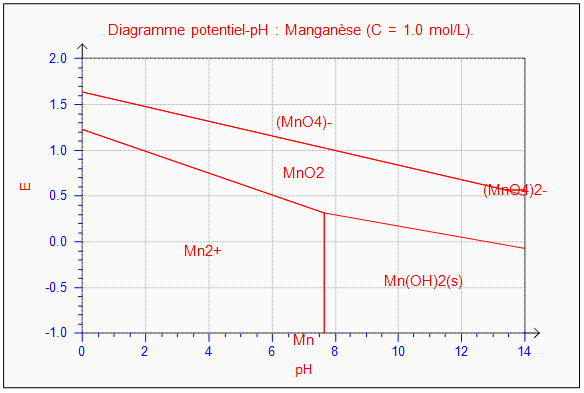 Diagramme potentiel-pH : Manganèse (C = 1.0 mol/L).
2.0
1.5
(MnO4)-
1.0
MnO2
E
0.5
(MnO4)2-
0.0
Mn2+
Mn(OH)2(s)
-0.5
-1.0
Mn
0 2 4 6 8 10 12 14
pH